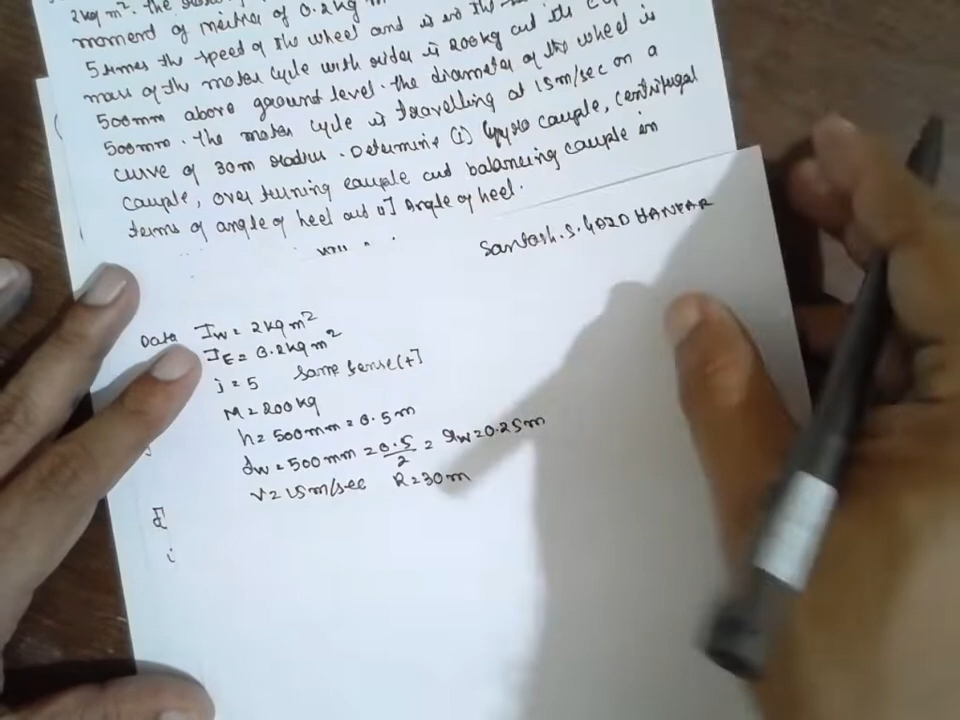 2kg m². The
moment of inertia of 0.2kg
5 times the speed of the wheel and is in the
mass of the motor cycle with rider is 200kg and its
500mm above ground level. the diameter of the wheel is
500mm. The motor cycle is travelling at 15m/sec on a
curve of 30m radius. Determine (i) Gyro couple, centrifugal
couple, over turning couple and balancing couple in
terms of angle of heel and ii] Angle of heel.
Santosh.S.
Data Iw = 2kg m²
IE = 0.2kg m²
j = 5 same sense (+)
M = 200kg
h = 500mm = 0.5m
dw = 500mm = 0.5/2 = rw = 0.25m
V = 15m/sec R = 30m
i